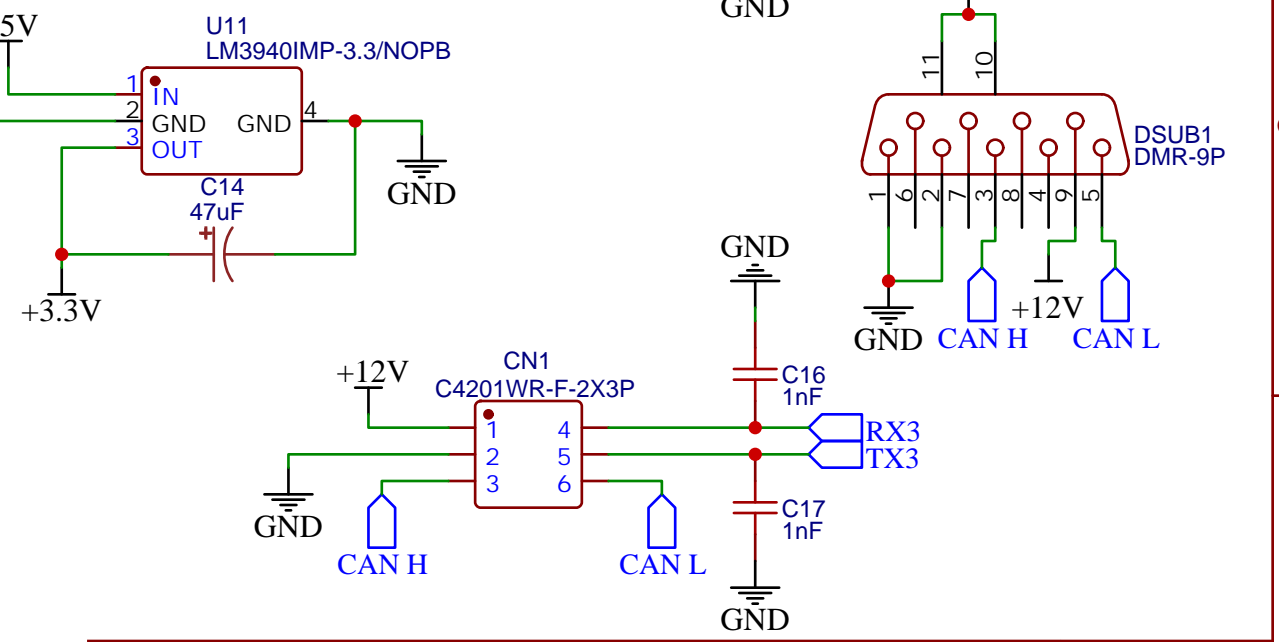 GND
5V
U11
LM3940IMP-3.3/NOPB
1
IN
2
GND
GND
4
3
OUT
C14
47uF
+
GND
+3.3V
11
10
DSUB1
DMR-9P
1
6
2
7
3
8
4
9
5
GND
CAN H
+12V
CAN L
GND
C16
1nF
+12V
CN1
C4201WR-F-2X3P
1
4
2
5
3
6
RX3
TX3
GND
CAN H
CAN L
C17
1nF
GND